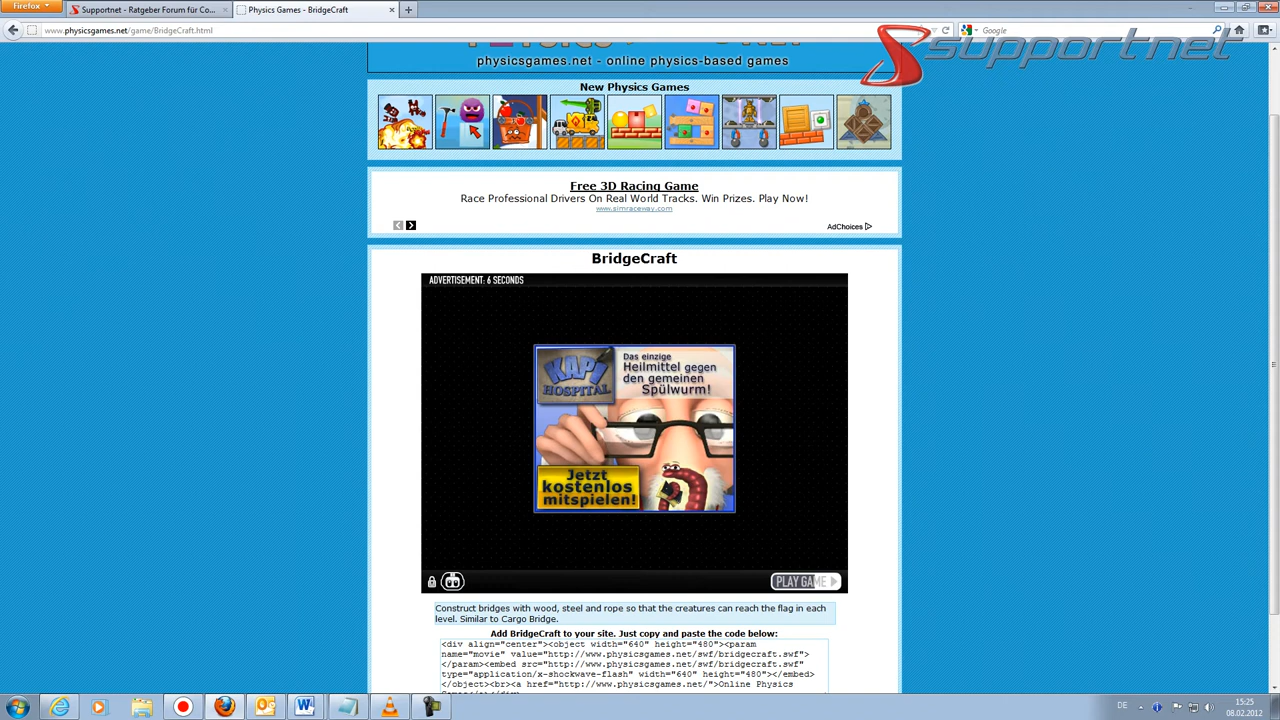 Firefox
Supportnet - Ratgeber Forum für Co...
Physics Games - BridgeCraft
www.physicsgames.net/game/BridgeCraft.html
Google
supportnet
physicsgames.net - online physics-based games
New Physics Games
Free 3D Racing Game
Race Professional Drivers On Real World Tracks. Win Prizes. Play Now!
www.simraceway.com
AdChoices
BridgeCraft
ADVERTISEMENT: 6 SECONDS
KAPI
HOSPITAL
Das einzige
Heilmittel gegen
den gemeinen
Spülwurm!
Jetzt
kostenlos
mitspielen!
PLAY GAME
Construct bridges with wood, steel and rope so that the creatures can reach the flag in each
level. Similar to Cargo Bridge.
Add BridgeCraft to your site. Just copy and paste the code below:
<div align="center"><object width="640" height="480"><param
name="movie" value="http://www.physicsgames.net/swf/bridgecraft.swf">
</param><embed src="http://www.physicsgames.net/swf/bridgecraft.swf"
type="application/x-shockwave-flash" width="640" height="480"></embed>
</object><br><a href="http://www.physicsgames.net/">Online Physics
DE
15:25
08.02.2012